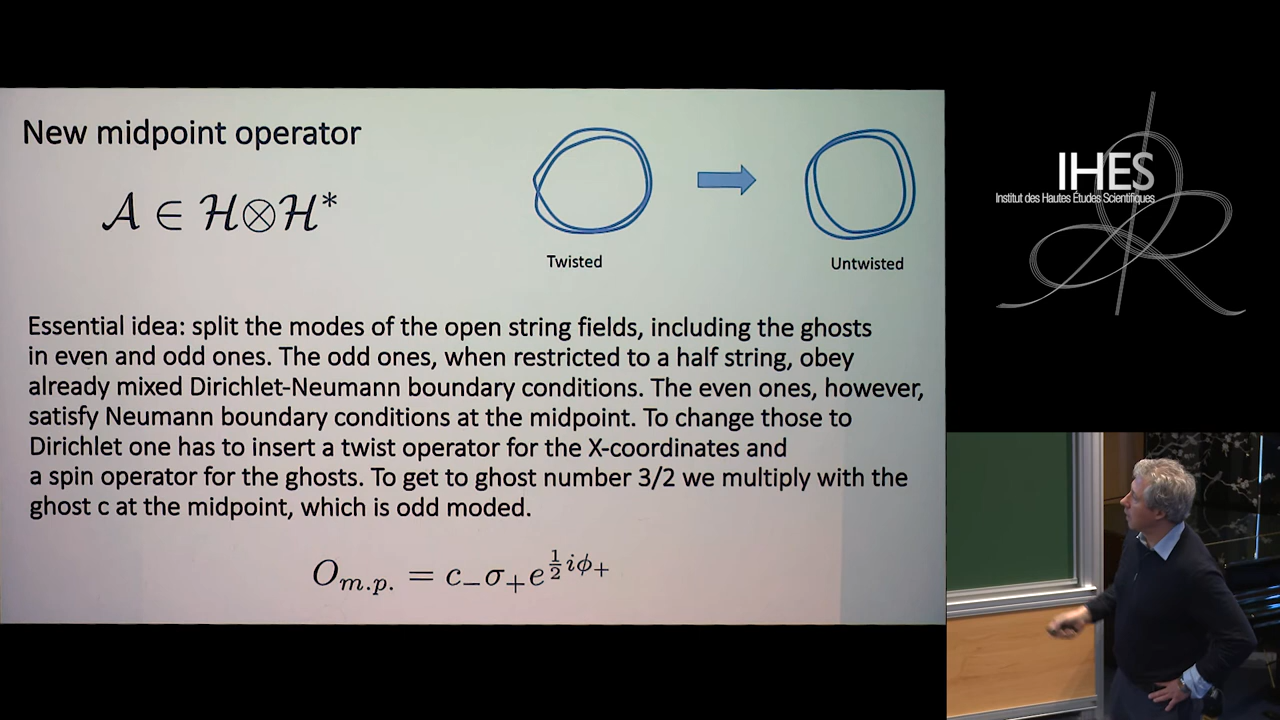 New midpoint operator
𝒜 ∈ ℋ⊗ℋ*
Twisted
Untwisted
Essential idea: split the modes of the open string fields, including the ghosts
in even and odd ones. The odd ones, when restricted to a half string, obey
already mixed Dirichlet-Neumann boundary conditions. The even ones, however,
satisfy Neumann boundary conditions at the midpoint. To change those to
Dirichlet one has to insert a twist operator for the X-coordinates and
a spin operator for the ghosts. To get to ghost number 3/2 we multiply with the
ghost c at the midpoint, which is odd moded.
O_{m.p.} = c_−σ_+e^{\frac{1}{2}iϕ_+}
IHES
Institut des Hautes Études Scientifiques